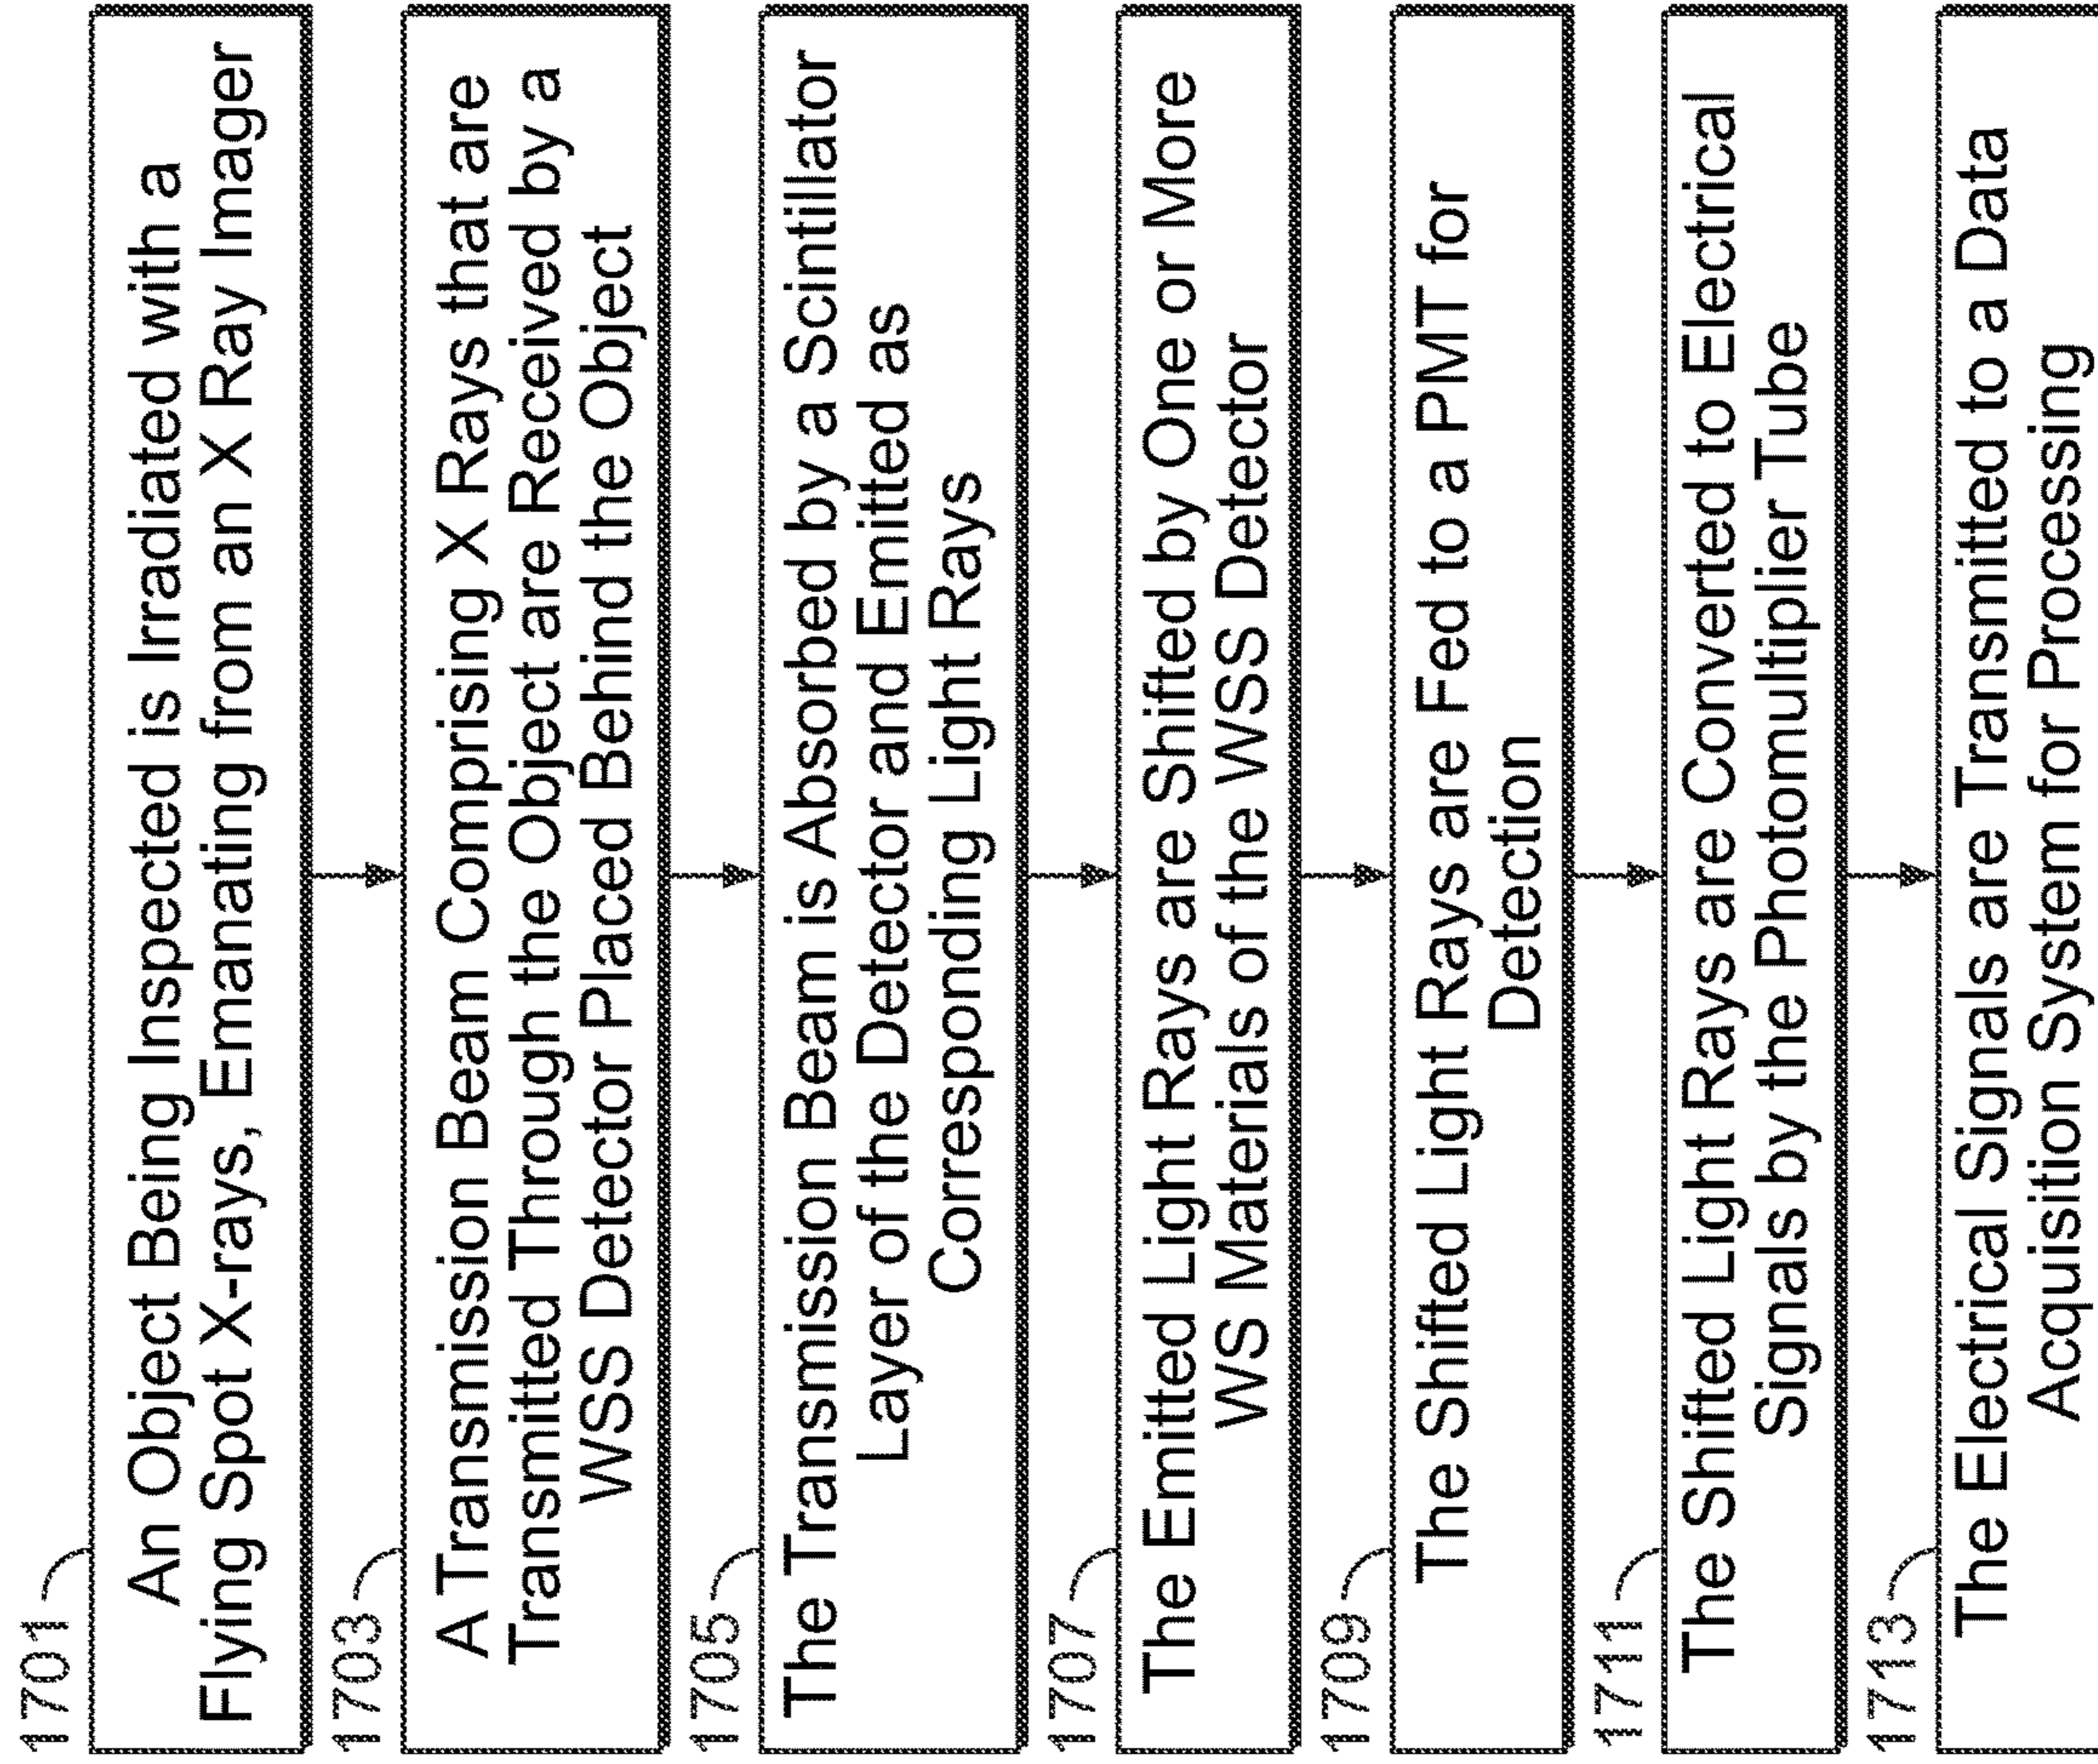 1701
An Object Being Inspected is Irradiated with a
Flying Spot X-rays, Emanating from an X Ray Imager
1703
A Transmission Beam Comprising X Rays that are
Transmitted Through the Object are Received by a
WSS Detector Placed Behind the Object
1705
The Transmission Beam is Absorbed by a Scintillator
Layer of the Detector and Emitted as
Corresponding Light Rays
1707
The Emitted Light Rays are Shifted by One or More
WS Materials of the WSS Detector
1709
The Shifted Light Rays are Fed to a PMT for
Detection
1711
The Shifted Light Rays are Converted to Electrical
Signals by the Photomultiplier Tube
1713
The Electrical Signals are Transmitted to a Data
Acquisition System for Processing